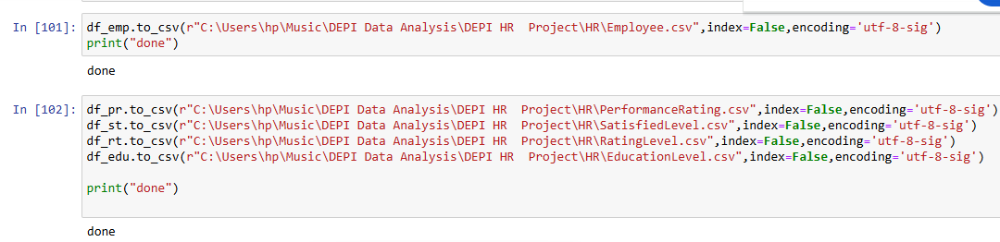 In [101]: df_emp.to_csv(r"C:\Users\hp\Music\DEPI Data Analysis\DEPI HR  Project\HR\Employee.csv",index=False,encoding='utf-8-sig')
print("done")
done
In [102]: df_pr.to_csv(r"C:\Users\hp\Music\DEPI Data Analysis\DEPI HR  Project\HR\PerformanceRating.csv",index=False,encoding='utf-8-sig')
df_st.to_csv(r"C:\Users\hp\Music\DEPI Data Analysis\DEPI HR  Project\HR\SatisfiedLevel.csv",index=False,encoding='utf-8-sig')
df_rt.to_csv(r"C:\Users\hp\Music\DEPI Data Analysis\DEPI HR  Project\HR\RatingLevel.csv",index=False,encoding='utf-8-sig')
df_edu.to_csv(r"C:\Users\hp\Music\DEPI Data Analysis\DEPI HR  Project\HR\EducationLevel.csv",index=False,encoding='utf-8-sig')
print("done")
done